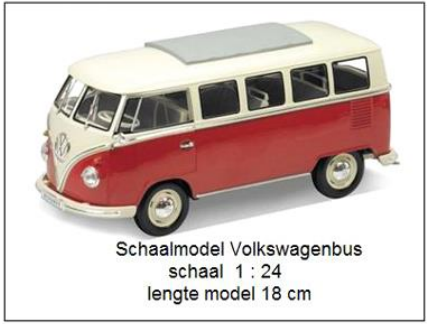 Schaalmodel Volkswagenbus
schaal 1 : 24
lengte model 18 cm